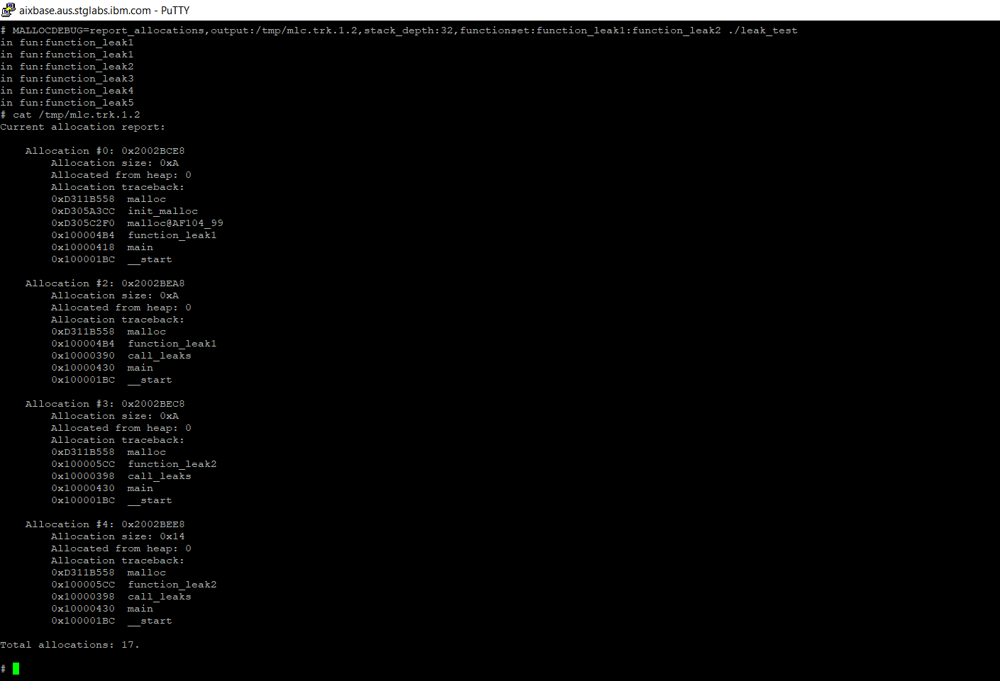 aixbase.aus.stglabs.ibm.com - PuTTY
# MALLOCDEBUG=report_allocations,output:/tmp/mlc.trk.1.2,stack_depth:32,functionset:function_leak1:function_leak2 ./leak_test
in fun:function_leak1
in fun:function_leak1
in fun:function_leak2
in fun:function_leak3
in fun:function_leak4
in fun:function_leak5
# cat /tmp/mlc.trk.1.2
Current allocation report:
Allocation #0: 0x2002BCE8
Allocation size: 0xA
Allocated from heap: 0
Allocation traceback:
0xD311B558 malloc
0xD305A3CC init_malloc
0xD305C2F0 malloc@AF104_99
0x100004B4 function_leak1
0x10000418 main
0x100001BC __start
Allocation #2: 0x2002BEA8
Allocation size: 0xA
Allocated from heap: 0
Allocation traceback:
0xD311B558 malloc
0x100004B4 function_leak1
0x10000390 call_leaks
0x10000430 main
0x100001BC __start
Allocation #3: 0x2002BEC8
Allocation size: 0xA
Allocated from heap: 0
Allocation traceback:
0xD311B558 malloc
0x100005CC function_leak2
0x10000398 call_leaks
0x10000430 main
0x100001BC __start
Allocation #4: 0x2002BEE8
Allocation size: 0x14
Allocated from heap: 0
Allocation traceback:
0xD311B558 malloc
0x100005CC function_leak2
0x10000398 call_leaks
0x10000430 main
0x100001BC __start
Total allocations: 17.
#